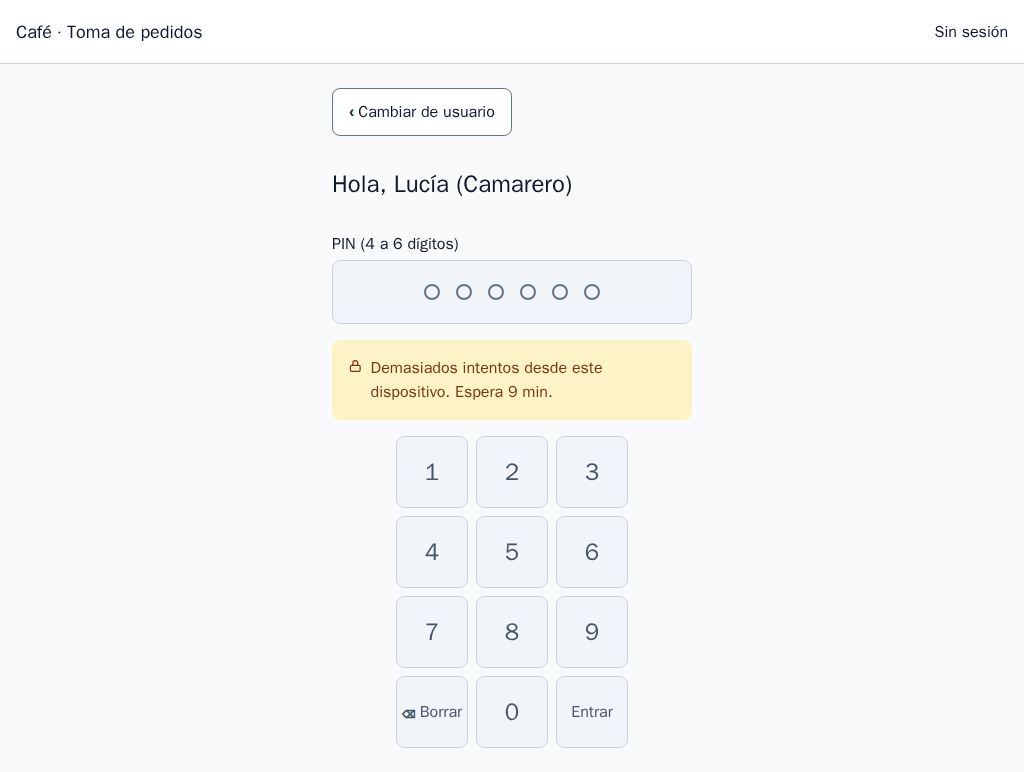 Café · Toma de pedidos
Sin sesión
‹ Cambiar de usuario
Hola, Lucía (Camarero)
PIN (4 a 6 dígitos)
Demasiados intentos desde este
dispositivo. Espera 9 min.
1 2 3
4 5 6
7 8 9
⌫ Borrar 0 Entrar